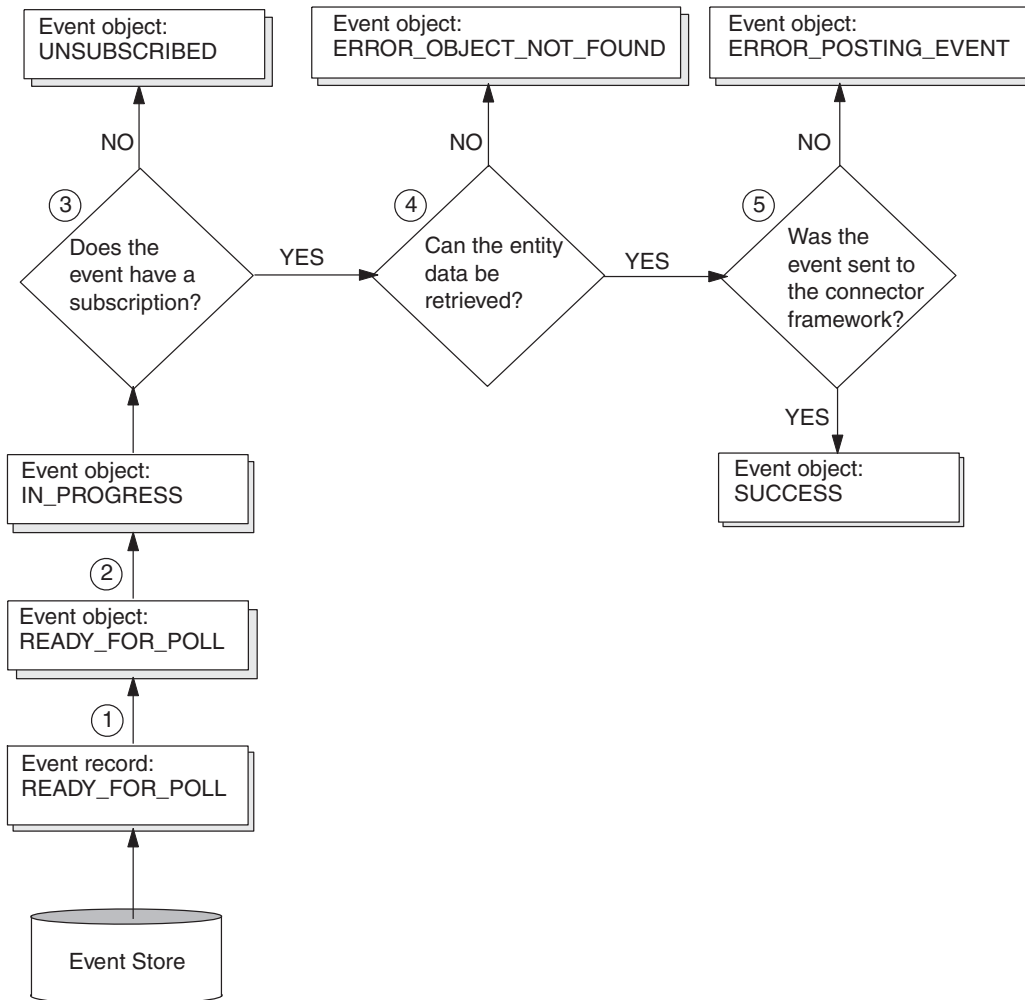 Event object:
UNSUBSCRIBED
Event object:
ERROR_OBJECT_NOT_FOUND
Event object:
ERROR_POSTING_EVENT
NO
NO
NO
3
Does the
event have a
subscription?
YES
4
Can the entity
data be
retrieved?
YES
5
Was the
event sent to
the connector
framework?
YES
Event object:
SUCCESS
Event object:
IN_PROGRESS
2
Event object:
READY_FOR_POLL
1
Event record:
READY_FOR_POLL
Event Store